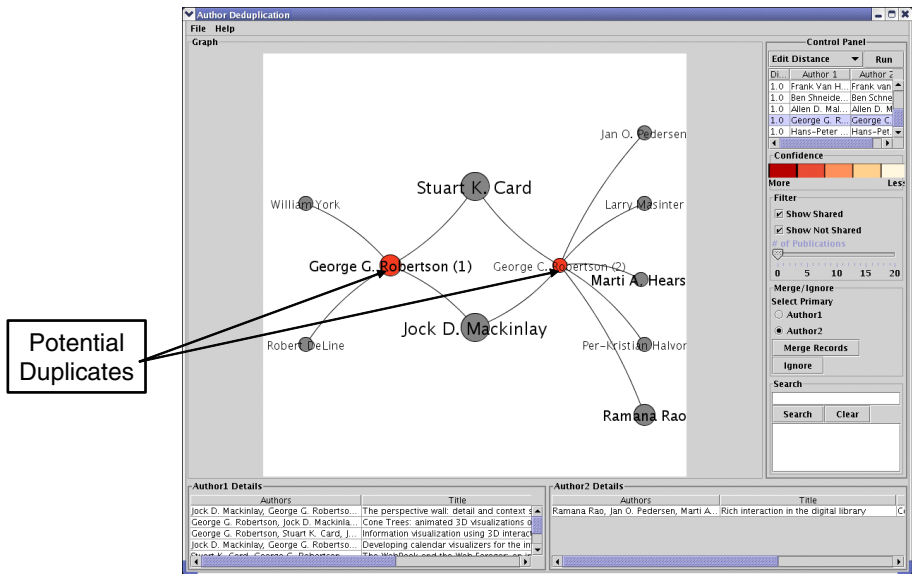 Author Deduplication
File Help
Graph
Control Panel
Edit Distance Run
Di... Author 1 Author 2
1.0 Frank Van H... Frank van
1.0 Ben Shneide... Ben Schne
1.0 Allen D. Mal... Allen D. M
1.0 George G. R... George C.
1.0 Hans-Peter ... Hans-Pet.
Confidence
More Less
Filter
Show Shared
Show Not Shared
# of Publications
0 5 10 15 20
Merge/Ignore
Select Primary
Author1
Author2
Merge Records
Ignore
Search
Search Clear
Jan O. Pedersen
Stuart K. Card
William York
Larry Masinter
George G. Robertson (1)
George C. Robertson (2)
Marti A. Hears
Jock D. Mackinlay
Robert DeLine
Per-Kristian Halvor
Ramana Rao
Potential
Duplicates
Author1 Details
Authors Title
Jock D. Mackinlay, George G. Robertso... The perspective wall: detail and context s
George G. Robertson, Jock D. Mackinla... Cone Trees: animated 3D visualizations o
George G. Robertson, Stuart K. Card, J... Information visualization using 3D interact
Jock D. Mackinlay, George G. Robertso... Developing calendar visualizers for the in
Author2 Details
Authors Title
Ramana Rao, Jan O. Pedersen, Marti A... Rich interaction in the digital library